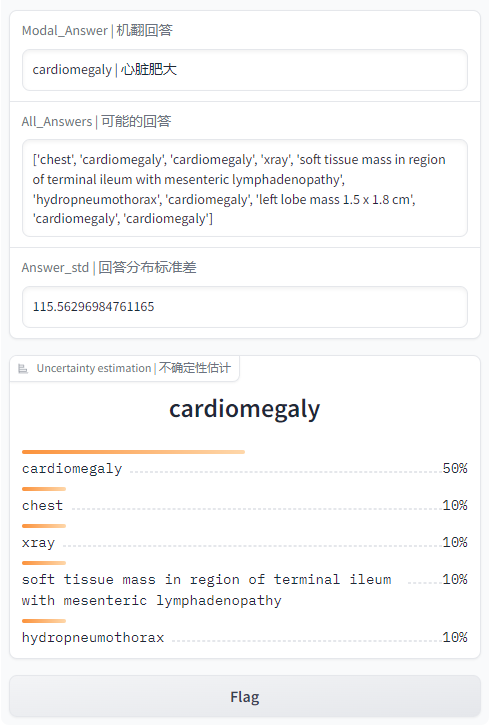 Modal_Answer | 机翻回答
cardiomegaly | 心脏肥大
All_Answers | 可能的回答
['chest', 'cardiomegaly', 'cardiomegaly', 'xray', 'soft tissue mass in region
of terminal ileum with mesenteric lymphadenopathy',
'hydropneumothorax', 'cardiomegaly', 'left lobe mass 1.5 x 1.8 cm',
'cardiomegaly', 'cardiomegaly']
Answer_std | 回答分布标准差
115.56296984761165
Uncertainty estimation | 不确定性估计
cardiomegaly
cardiomegaly 50%
chest 10%
xray 10%
soft tissue mass in region of terminal ileum 10%
with mesenteric lymphadenopathy
hydropneumothorax 10%
Flag